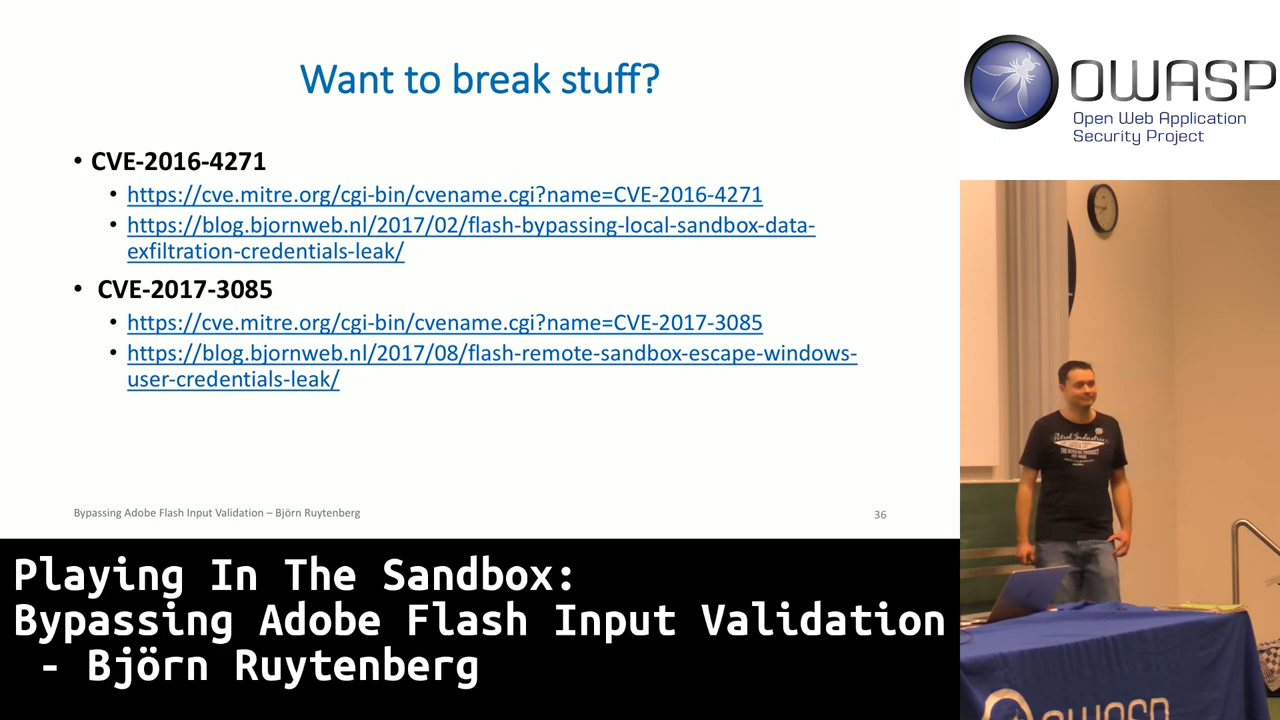 Want to break stuff?
• CVE-2016-4271
• https://cve.mitre.org/cgi-bin/cvename.cgi?name=CVE-2016-4271
• https://blog.bjornweb.nl/2017/02/flash-bypassing-local-sandbox-data-
exfiltration-credentials-leak/
• CVE-2017-3085
• https://cve.mitre.org/cgi-bin/cvename.cgi?name=CVE-2017-3085
• https://blog.bjornweb.nl/2017/08/flash-remote-sandbox-escape-windows-
user-credentials-leak/
Bypassing Adobe Flash Input Validation – Björn Ruytenberg
36
Playing In The Sandbox:
Bypassing Adobe Flash Input Validation
- Björn Ruytenberg
OWASP
Open Web Application
Security Project
Petrol Industries
OWASP